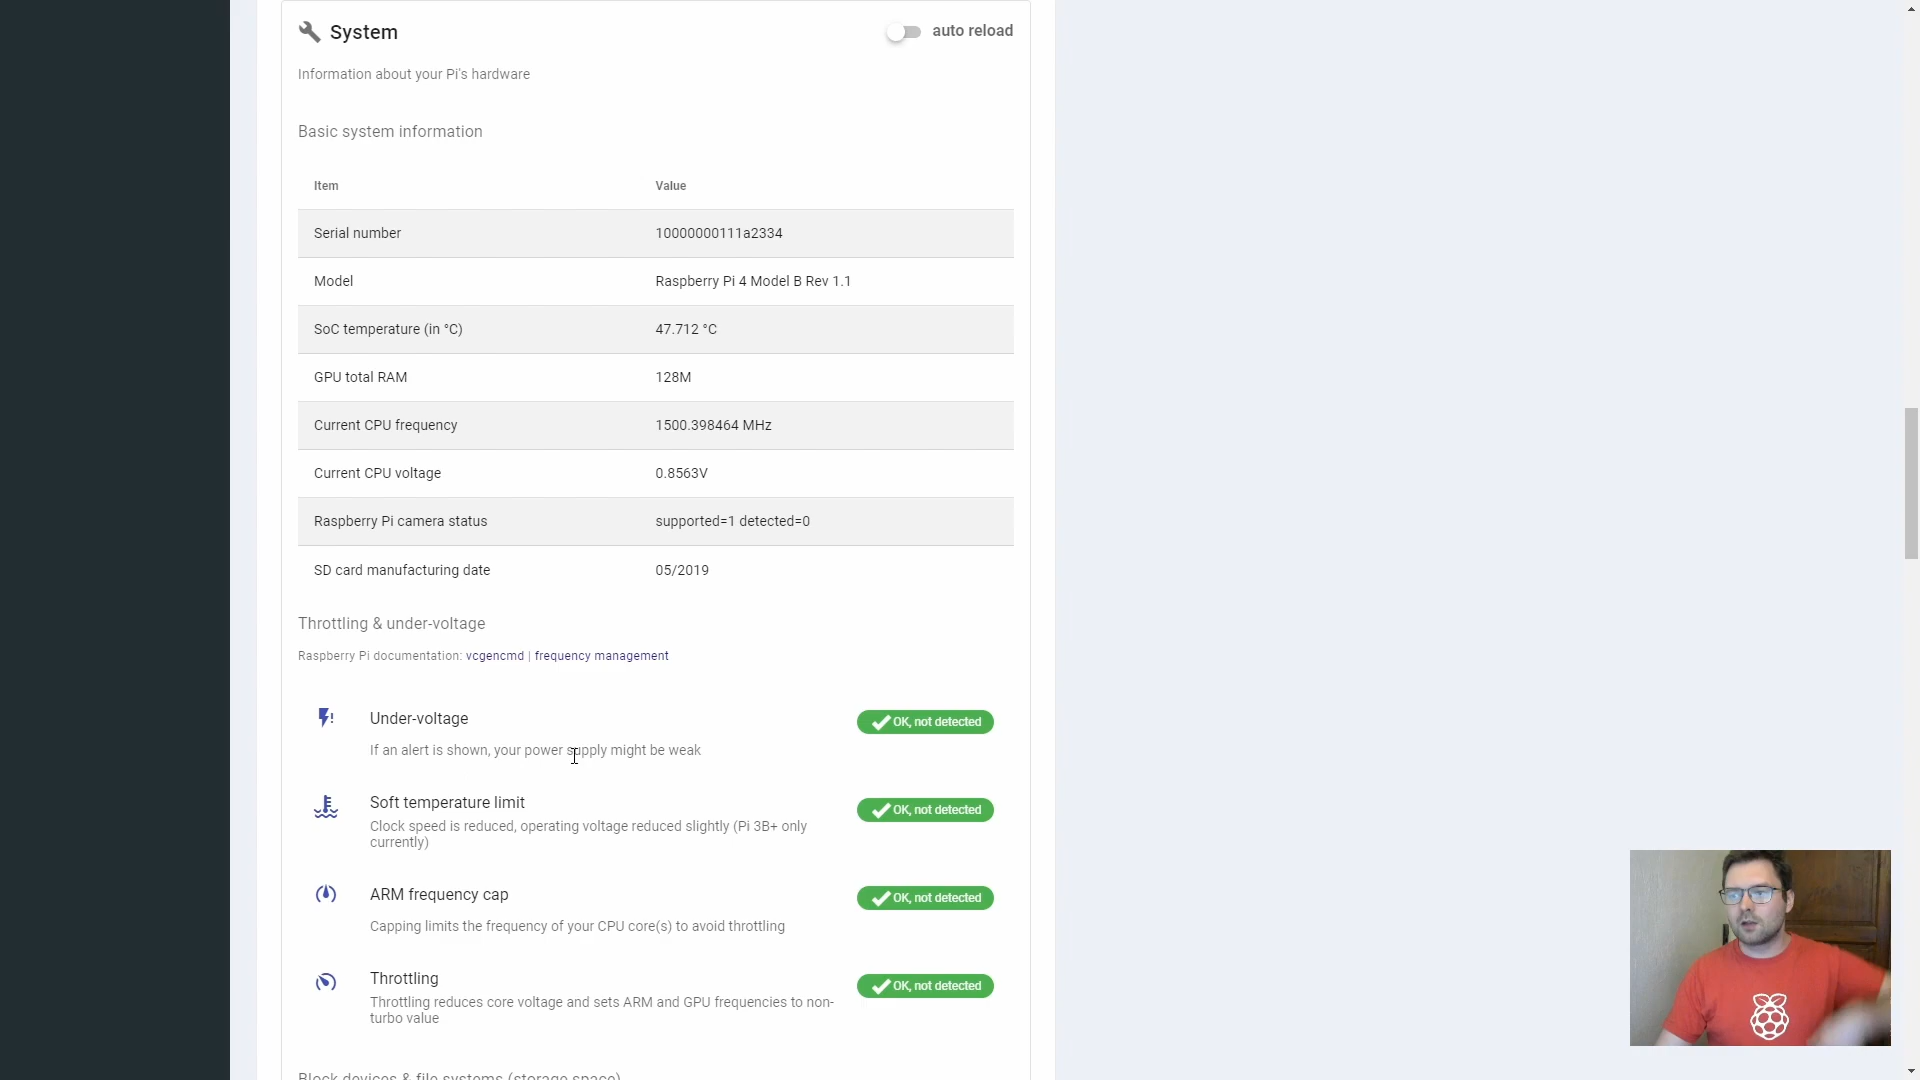 System
auto reload
Information about your Pi's hardware
Basic system information
Item Value
Serial number 10000000111a2334
Model Raspberry Pi 4 Model B Rev 1.1
SoC temperature (in °C) 47.712 °C
GPU total RAM 128M
Current CPU frequency 1500.398464 MHz
Current CPU voltage 0.8563V
Raspberry Pi camera status supported=1 detected=0
SD card manufacturing date 05/2019
Throttling & under-voltage
Raspberry Pi documentation: vcgencmd | frequency management
Under-voltage
OK, not detected
If an alert is shown, your power supply might be weak
Soft temperature limit
OK, not detected
Clock speed is reduced, operating voltage reduced slightly (Pi 3B+ only
currently)
ARM frequency cap
OK, not detected
Capping limits the frequency of your CPU core(s) to avoid throttling
Throttling
OK, not detected
Throttling reduces core voltage and sets ARM and GPU frequencies to non-
turbo value
Block devices & file systems (storage space)